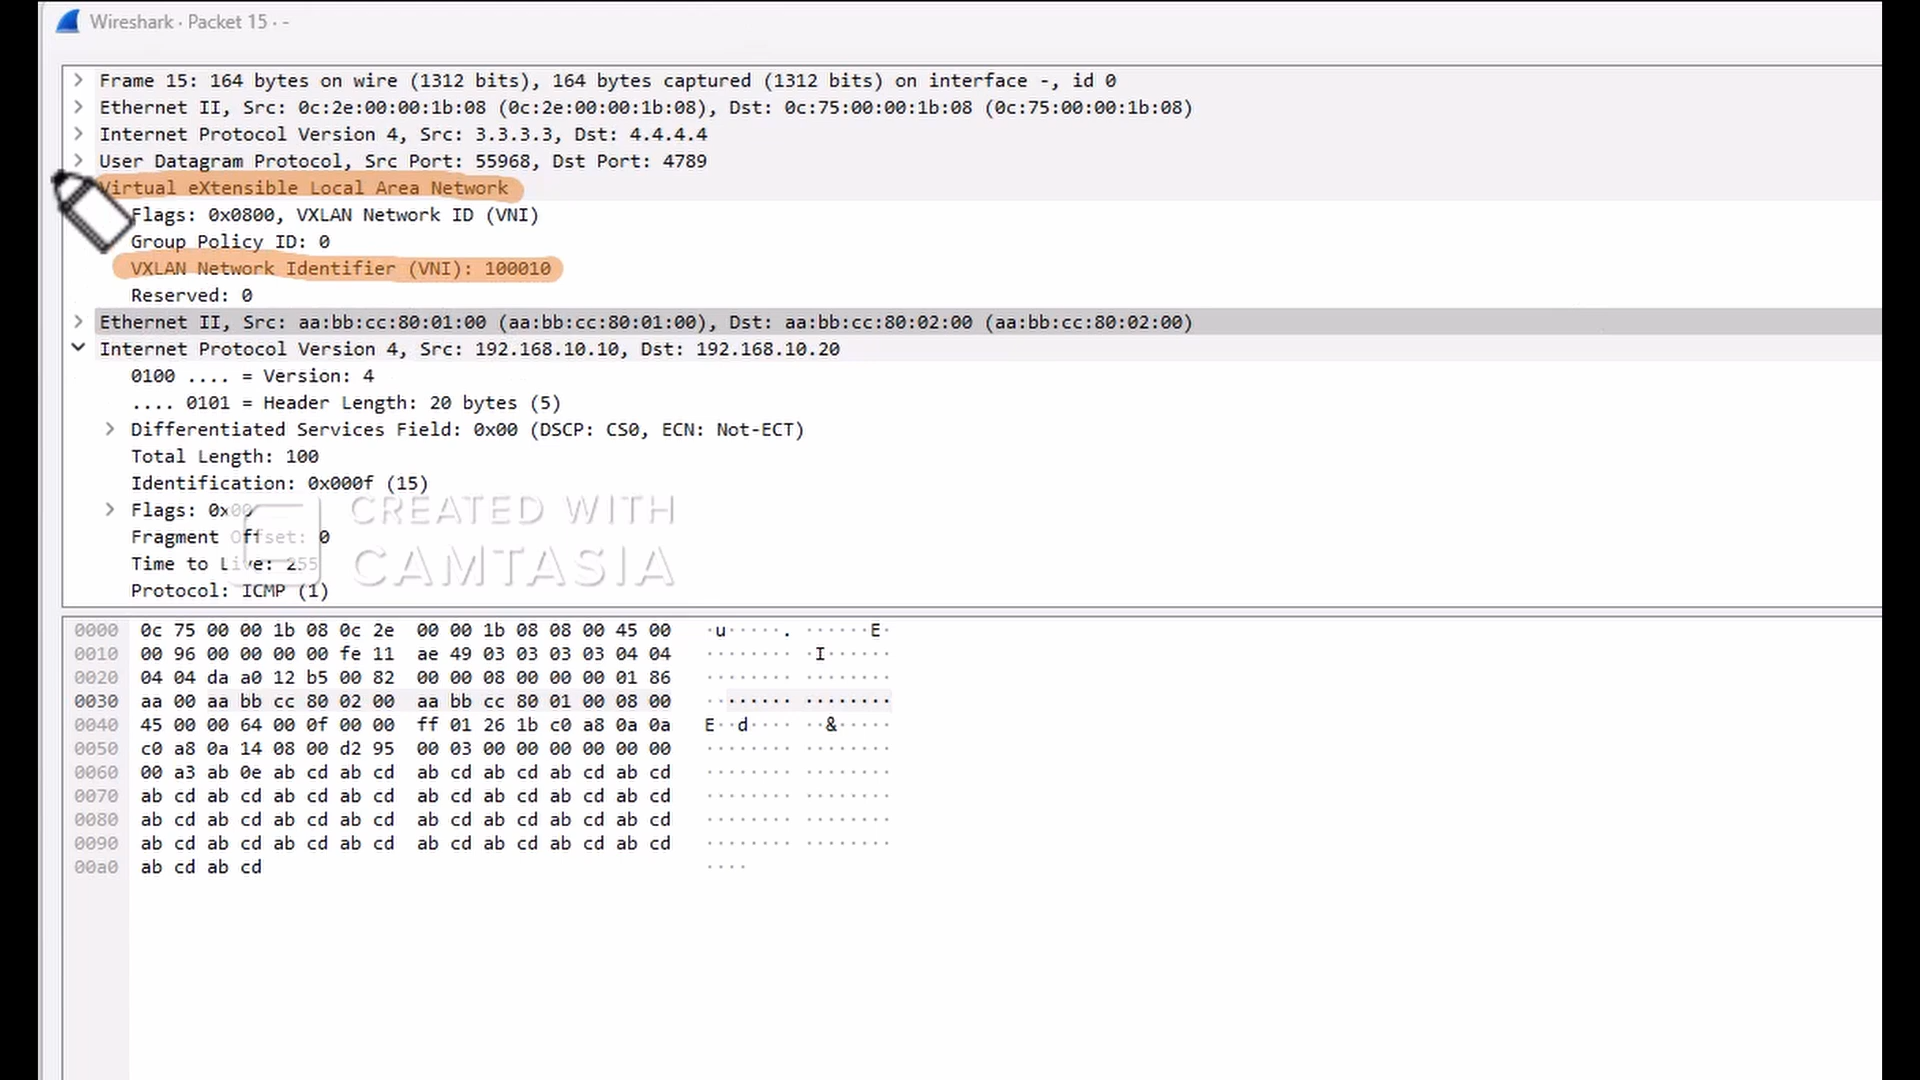 Wireshark · Packet 15 · -
Frame 15: 164 bytes on wire (1312 bits), 164 bytes captured (1312 bits) on interface -, id 0
Ethernet II, Src: 0c:2e:00:00:1b:08 (0c:2e:00:00:1b:08), Dst: 0c:75:00:00:1b:08 (0c:75:00:00:1b:08)
Internet Protocol Version 4, Src: 3.3.3.3, Dst: 4.4.4.4
User Datagram Protocol, Src Port: 55968, Dst Port: 4789
Virtual eXtensible Local Area Network
Flags: 0x0800, VXLAN Network ID (VNI)
Group Policy ID: 0
VXLAN Network Identifier (VNI): 100010
Reserved: 0
Ethernet II, Src: aa:bb:cc:80:01:00 (aa:bb:cc:80:01:00), Dst: aa:bb:cc:80:02:00 (aa:bb:cc:80:02:00)
Internet Protocol Version 4, Src: 192.168.10.10, Dst: 192.168.10.20
0100 .... = Version: 4
.... 0101 = Header Length: 20 bytes (5)
Differentiated Services Field: 0x00 (DSCP: CS0, ECN: Not-ECT)
Total Length: 100
Identification: 0x000f (15)
Flags: 0x00
Fragment Offset: 0
Time to Live: 255
Protocol: ICMP (1)
CREATED WITH
CAMTASIA
0000 0c 75 00 00 1b 08 0c 2e 00 00 1b 08 08 00 45 00 ·u·····. ······E·
0010 00 96 00 00 00 00 fe 11 ae 49 03 03 03 03 04 04 ········ ·I······
0020 04 04 da a0 12 b5 00 82 00 00 08 00 00 00 01 86 ········ ········
0030 aa 00 aa bb cc 80 02 00 aa bb cc 80 01 00 08 00 ········ ········
0040 45 00 00 64 00 0f 00 00 ff 01 26 1b c0 a8 0a 0a E··d···· ··&·····
0050 c0 a8 0a 14 08 00 d2 95 00 03 00 00 00 00 00 00 ········ ········
0060 00 a3 ab 0e ab cd ab cd ab cd ab cd ab cd ab cd ········ ········
0070 ab cd ab cd ab cd ab cd ab cd ab cd ab cd ab cd ········ ········
0080 ab cd ab cd ab cd ab cd ab cd ab cd ab cd ab cd ········ ········
0090 ab cd ab cd ab cd ab cd ab cd ab cd ab cd ab cd ········ ········
00a0 ab cd ab cd ····